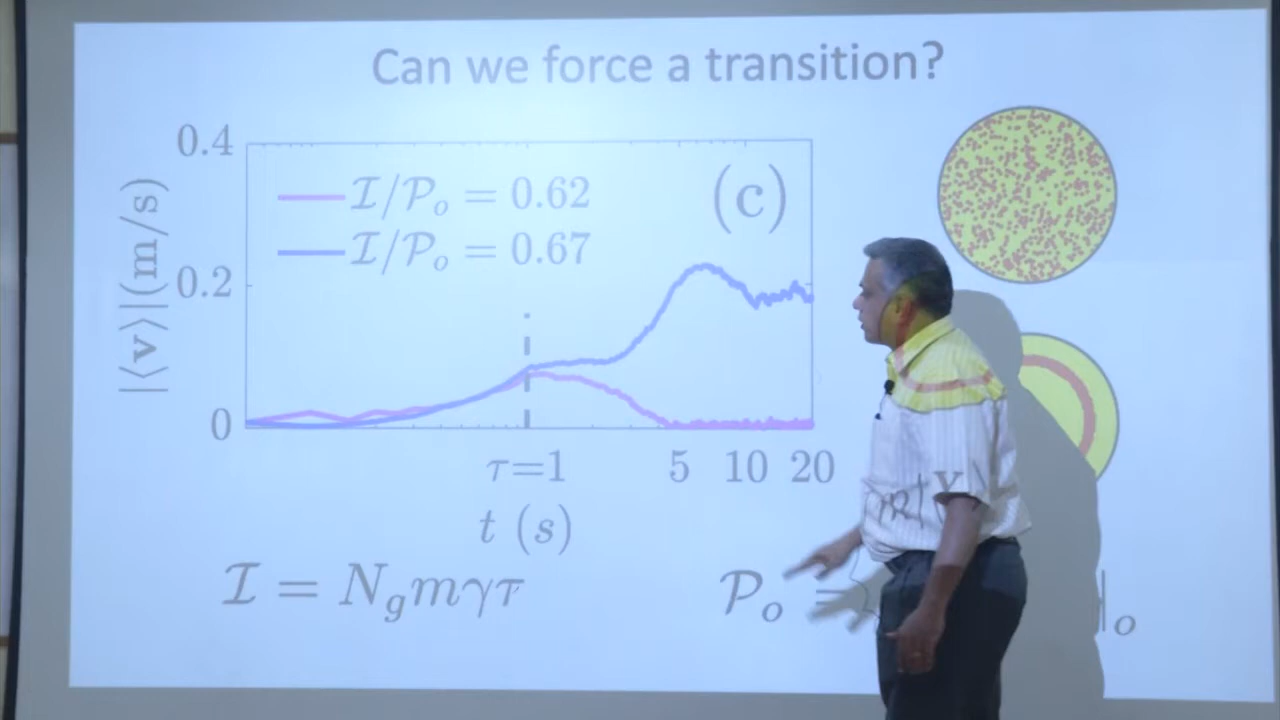 Can we force a transition?
0.4
0.2
0
|⟨v⟩|(m/s)
𝓘/𝓟ₒ = 0.62
𝓘/𝓟ₒ = 0.67
(c)
τ=1 5 10 20
t (s)
𝓘 = N_g mγτ
𝓟ₒ =
|ₒ